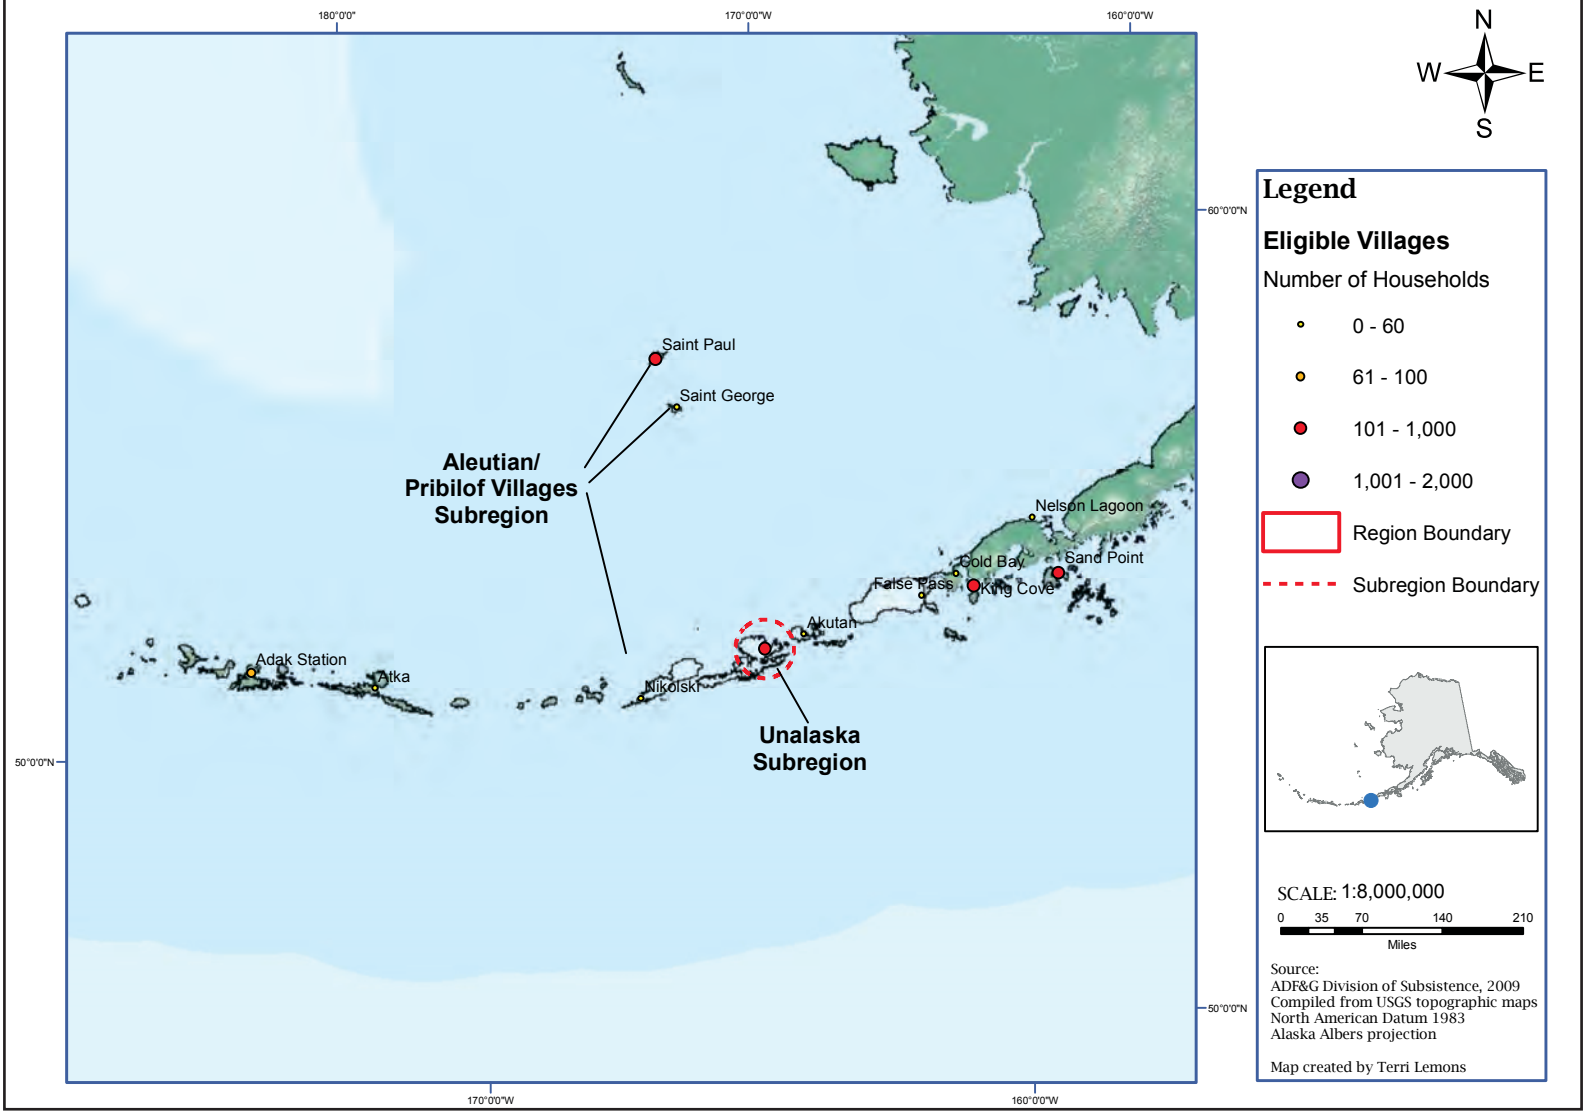 180°0'0"
170°0'0"W
160°0'0"W
N
W
E
S
60°0'0"N
Legend
Eligible Villages
Number of Households
0 - 60
61 - 100
101 - 1,000
1,001 - 2,000
Region Boundary
Subregion Boundary
Saint Paul
Saint George
Aleutian/
Pribilof Villages
Subregion
Nelson Lagoon
Sand Point
Cold Bay
King Cove
False Pass
Akutan
Adak Station
Atka
Nikolski
Unalaska
Subregion
50°0'0"N
SCALE: 1:8,000,000
0 35 70 140 210
Miles
Source:
ADF&G Division of Subsistence, 2009
Compiled from USGS topographic maps
North American Datum 1983
Alaska Albers projection
Map created by Terri Lemons
50°0'0"N
170°0'0"W
160°0'0"W